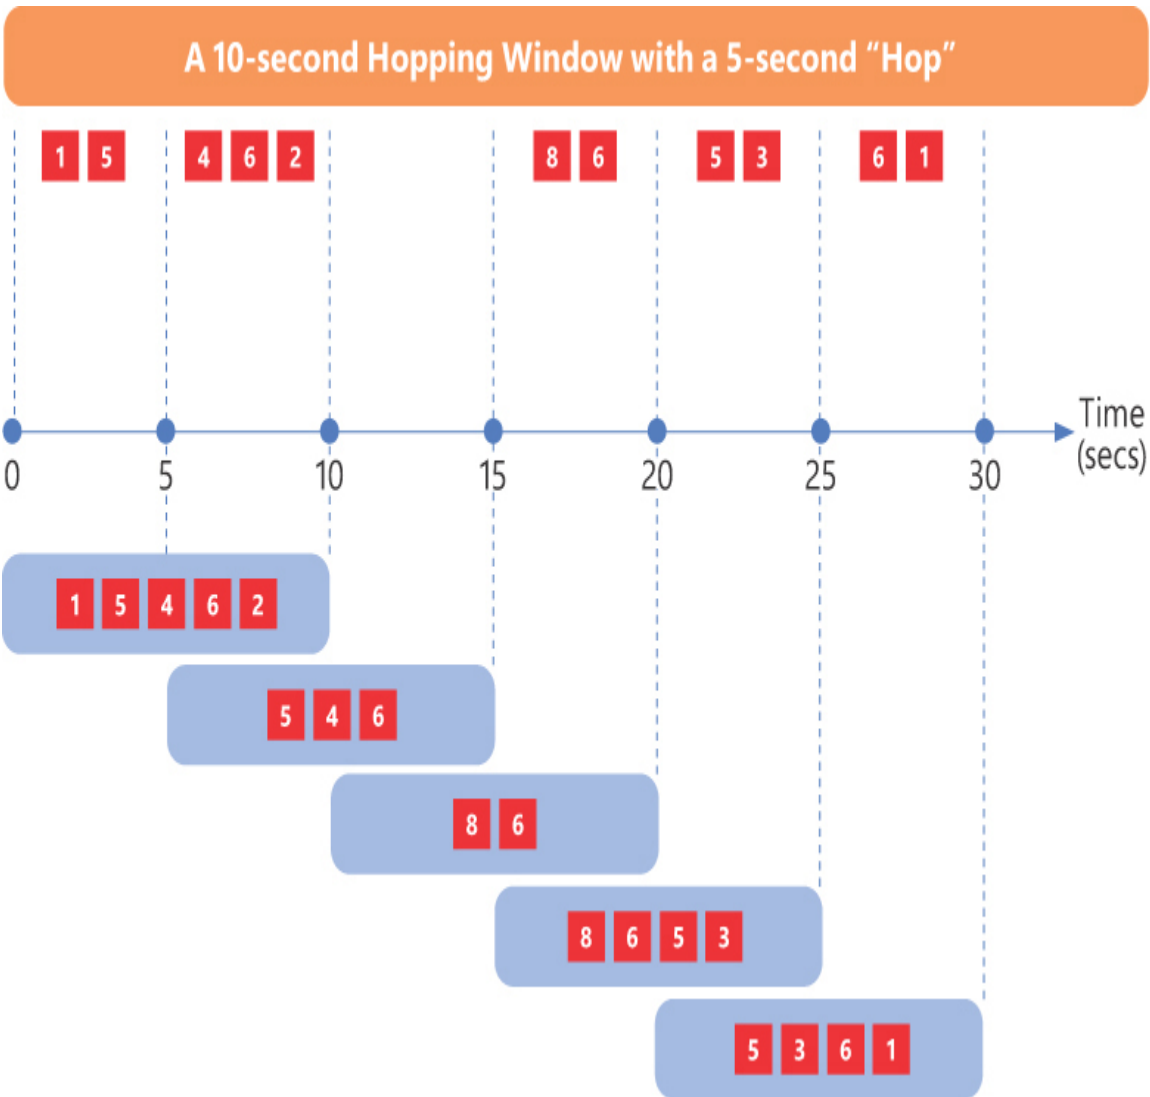 A 10-second Hopping Window with a 5-second “Hop”
1 5 4 6 2 8 6 5 3 6 1
Time
(secs)
0 5 10 15 20 25 30
1 5 4 6 2
5 4 6
8 6
8 6 5 3
5 3 6 1